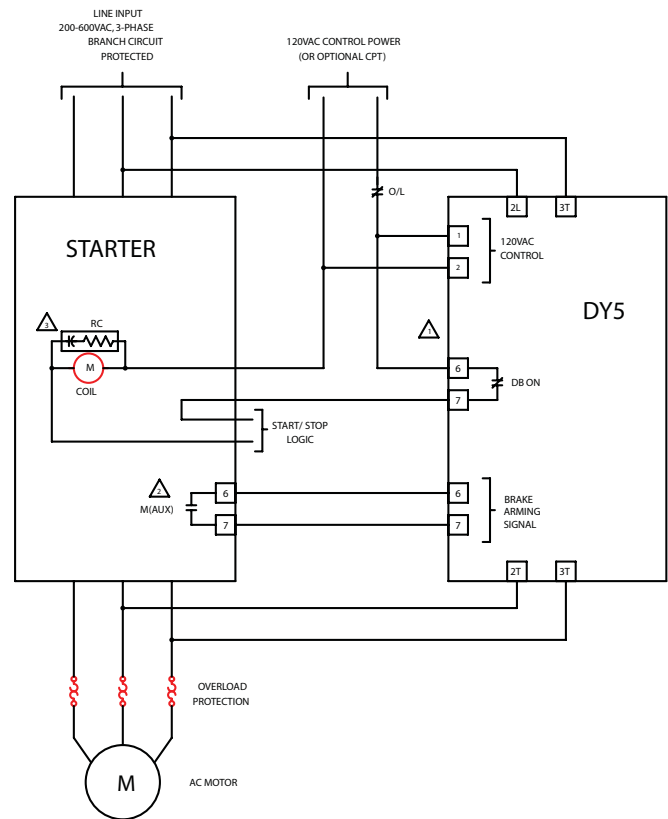 LINE INPUT
200-600VAC, 3-PHASE
BRANCH CIRCUIT
PROTECTED
120VAC CONTROL POWER
(OR OPTIONAL CPT)
O/L
2L
3T
STARTER
1
2
120VAC
CONTROL
DY5
3
RC
M
COIL
1
6
7
DB ON
START/ STOP
LOGIC
2
M(AUX)
6
7
6
7
BRAKE
ARMING
SIGNAL
2T
3T
OVERLOAD
PROTECTION
M
AC MOTOR